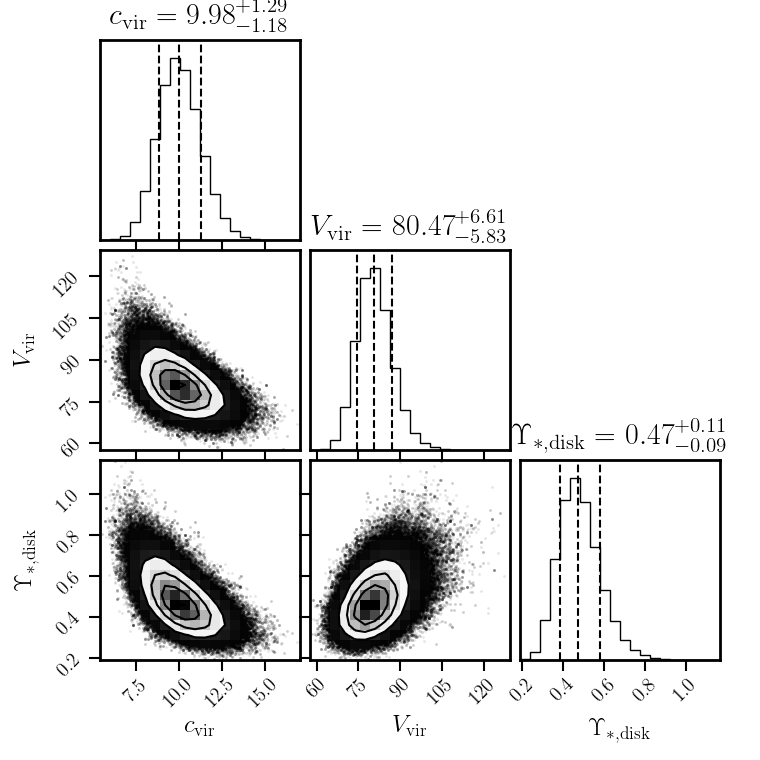 c_vir = 9.98 +1.29 −1.18
V_vir = 80.47 +6.61 −5.83
120
105
90
75
60
V_vir
Υ_*,disk = 0.47 +0.11 −0.09
1.0
0.8
0.6
0.4
0.2
Υ_*,disk
7.5 10.0 12.5 15.0 60 75 90 105 120 0.2 0.4 0.6 0.8 1.0
c_vir V_vir Υ_*,disk